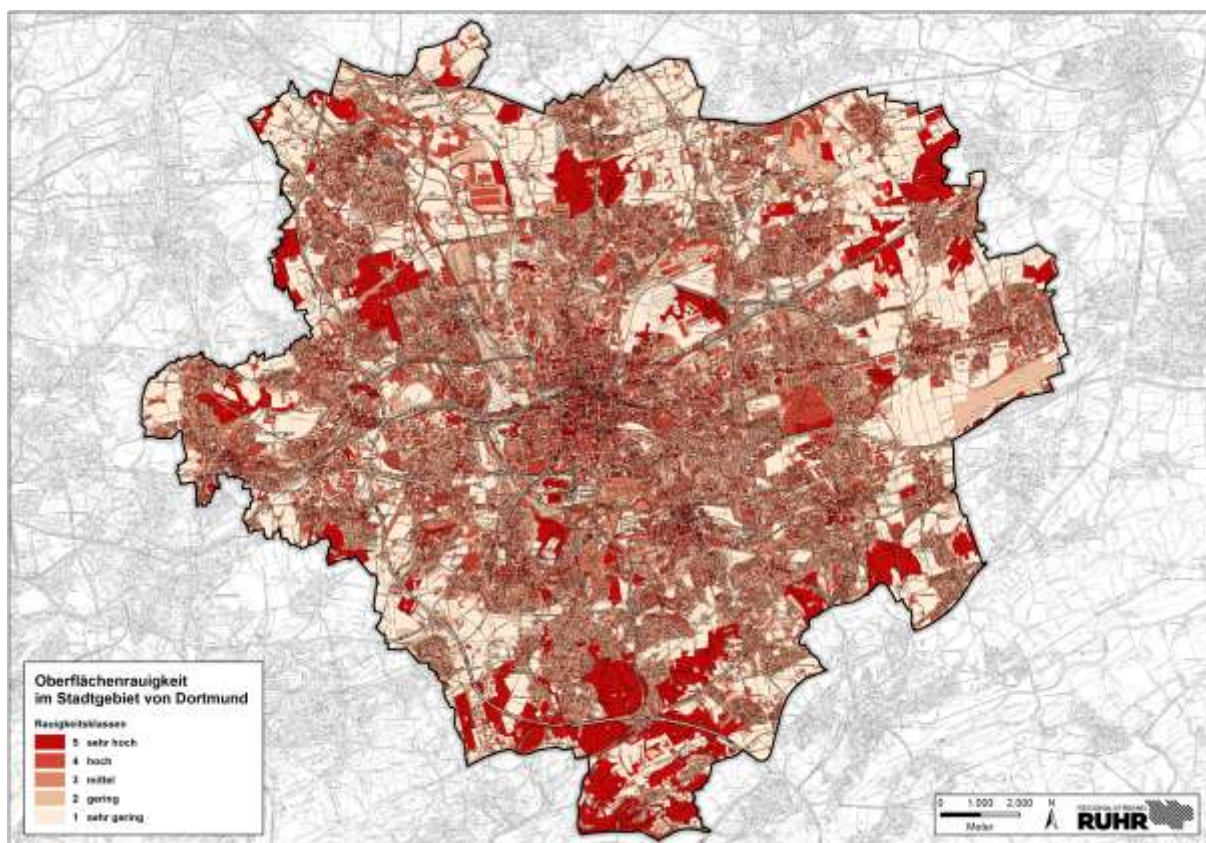 Oberflächenrauigkeit
im Stadtgebiet von Dortmund
Rauigkeitsklassen
5 sehr hoch
4 hoch
3 mittel
2 gering
1 sehr gering
0 1.000 2.000 N
Meter
REGIONALVERBAND
RUHR